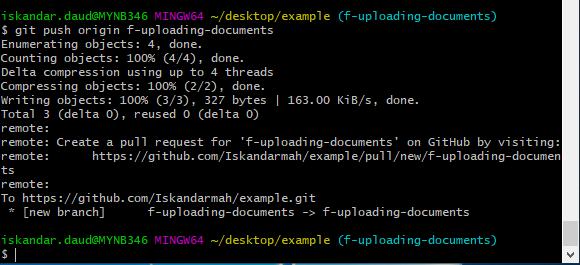 iskandar.daud@MYNB346 MINGW64 ~/desktop/example (f-uploading-documents)
$ git push origin f-uploading-documents
Enumerating objects: 4, done.
Counting objects: 100% (4/4), done.
Delta compression using up to 4 threads
Compressing objects: 100% (2/2), done.
Writing objects: 100% (3/3), 327 bytes | 163.00 KiB/s, done.
Total 3 (delta 0), reused 0 (delta 0)
remote:
remote: Create a pull request for 'f-uploading-documents' on GitHub by visiting:
remote:      https://github.com/Iskandarmah/example/pull/new/f-uploading-documen
ts
remote:
To https://github.com/Iskandarmah/example.git
 * [new branch]      f-uploading-documents -> f-uploading-documents
iskandar.daud@MYNB346 MINGW64 ~/desktop/example (f-uploading-documents)
$